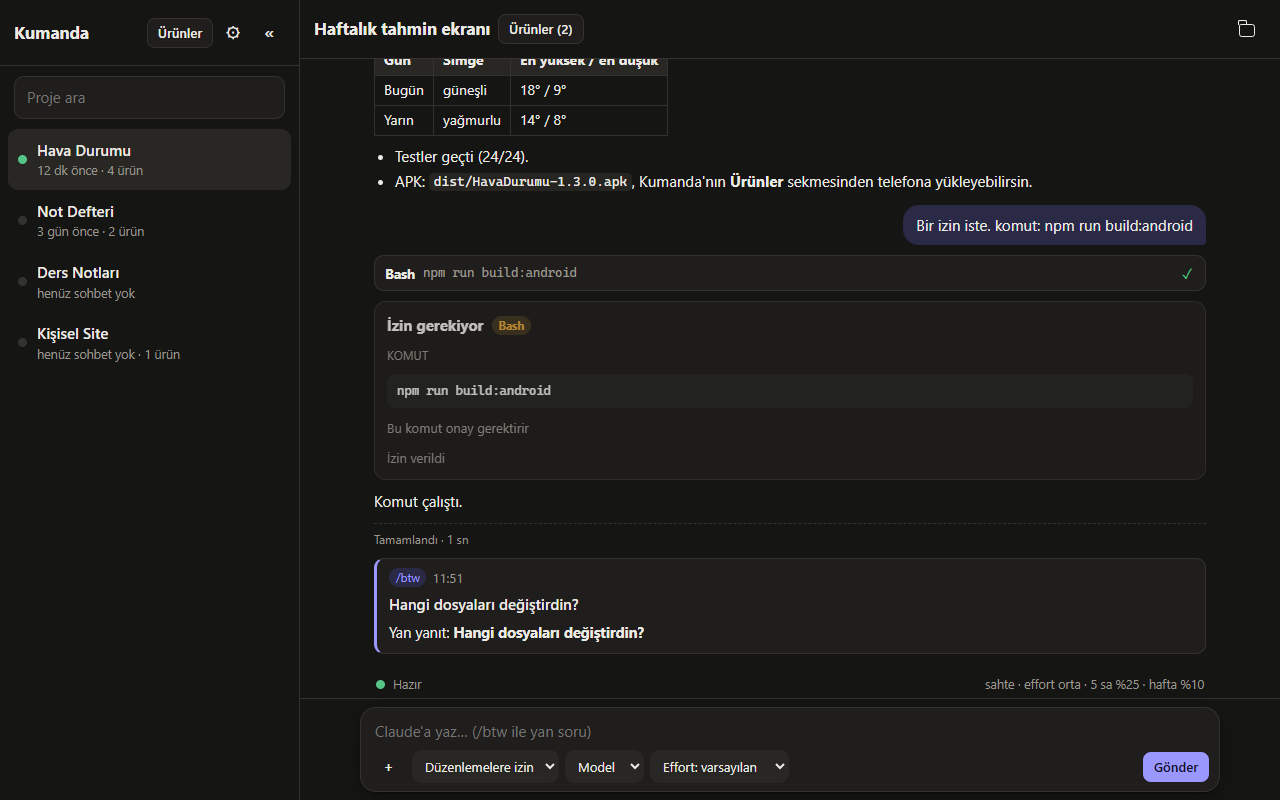 Kumanda
Ürünler
«
Proje ara
Hava Durumu
12 dk önce · 4 ürün
Not Defteri
3 gün önce · 2 ürün
Ders Notları
henüz sohbet yok
Kişisel Site
henüz sohbet yok · 1 ürün
Haftalık tahmin ekranı
Ürünler (2)
Gün Simge En yüksek / en düşük
Bugün güneşli 18° / 9°
Yarın yağmurlu 14° / 8°
• Testler geçti (24/24).
• APK: dist/HavaDurumu-1.3.0.apk, Kumanda'nın Ürünler sekmesinden telefona yükleyebilirsin.
Bir izin iste. komut: npm run build:android
Bash npm run build:android ✓
İzin gerekiyor Bash
KOMUT
npm run build:android
Bu komut onay gerektirir
İzin verildi
Komut çalıştı.
Tamamlandı · 1 sn
/btw 11:51
Hangi dosyaları değiştirdin?
Yan yanıt: Hangi dosyaları değiştirdin?
Hazır
sahte · effort orta · 5 sa %25 · hafta %10
Claude'a yaz... (/btw ile yan soru)
+ Düzenlemelere izin Model Effort: varsayılan Gönder